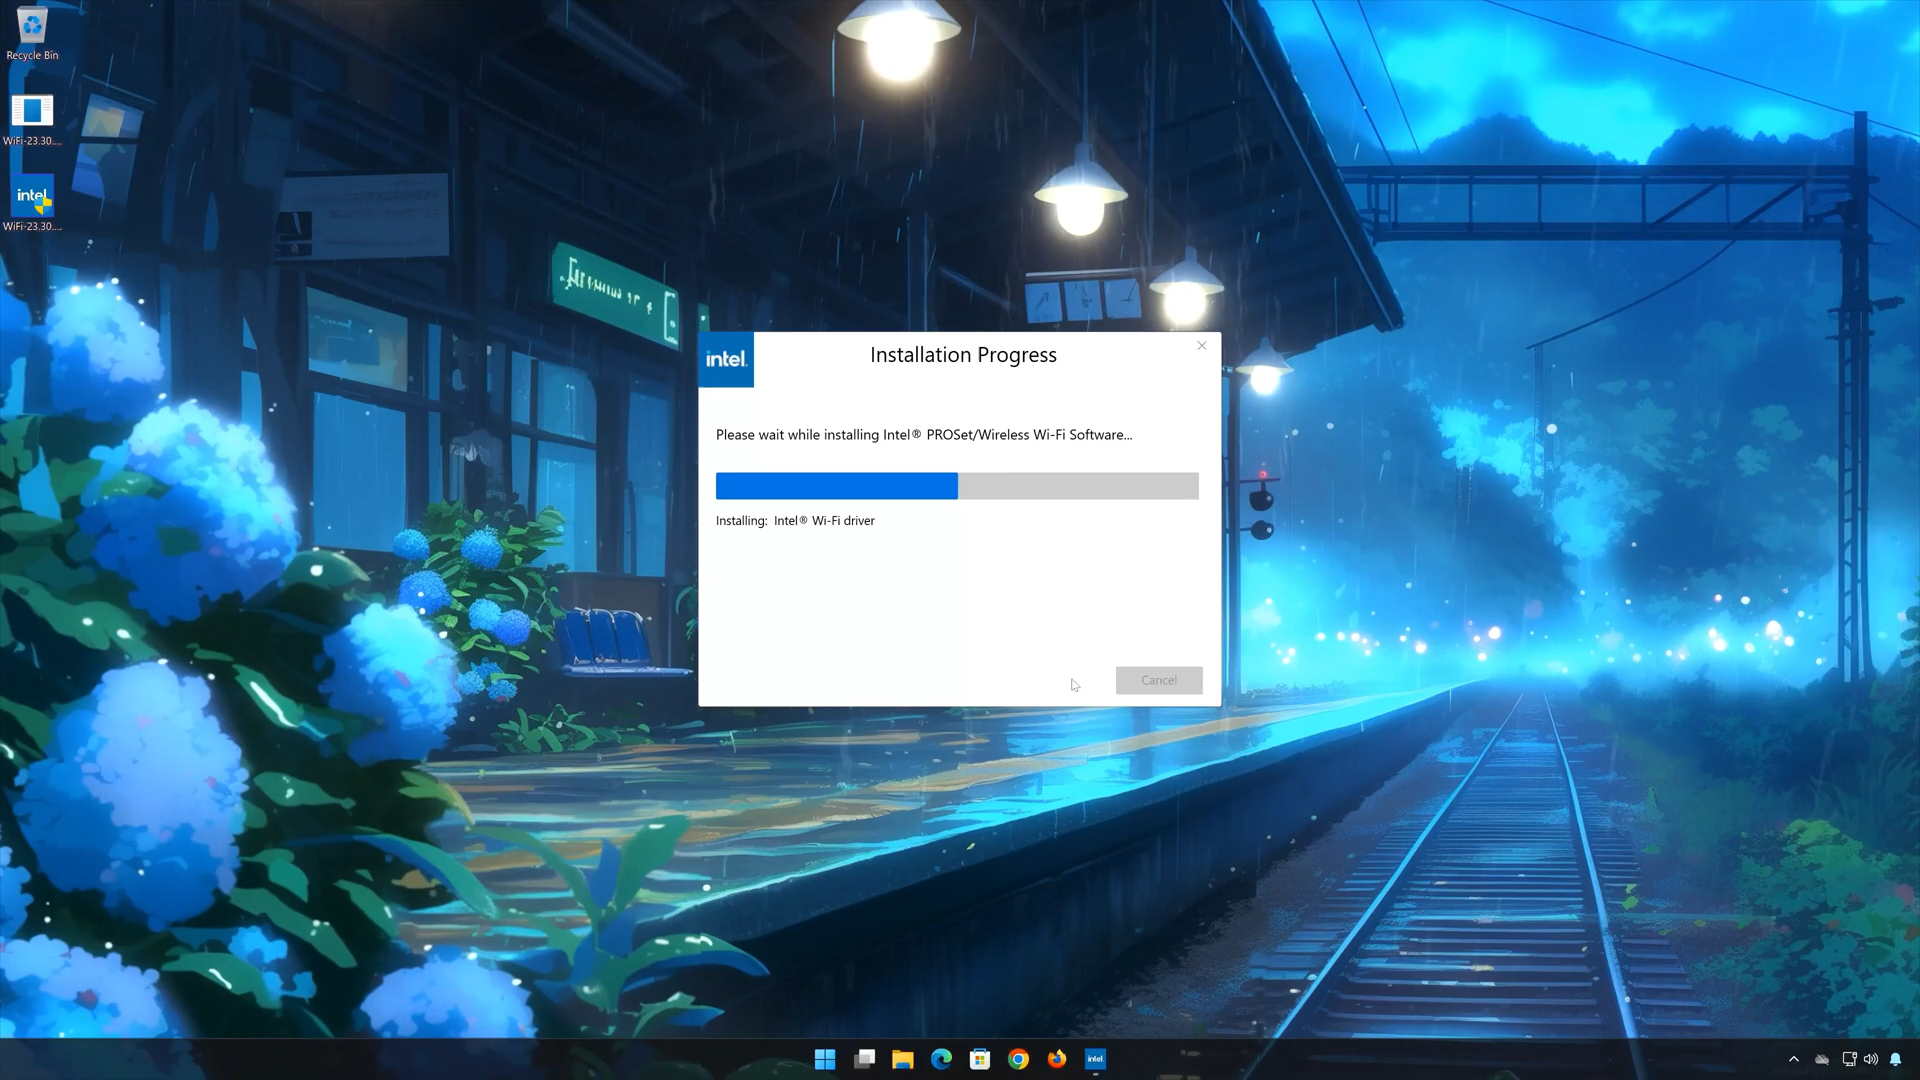 Recycle Bin
WiFi-23.30....
intel.
WiFi-23.30....
intel.
Installation Progress
Please wait while installing Intel® PROSet/Wireless Wi-Fi Software...
Installing: Intel® Wi-Fi driver
Cancel
intel